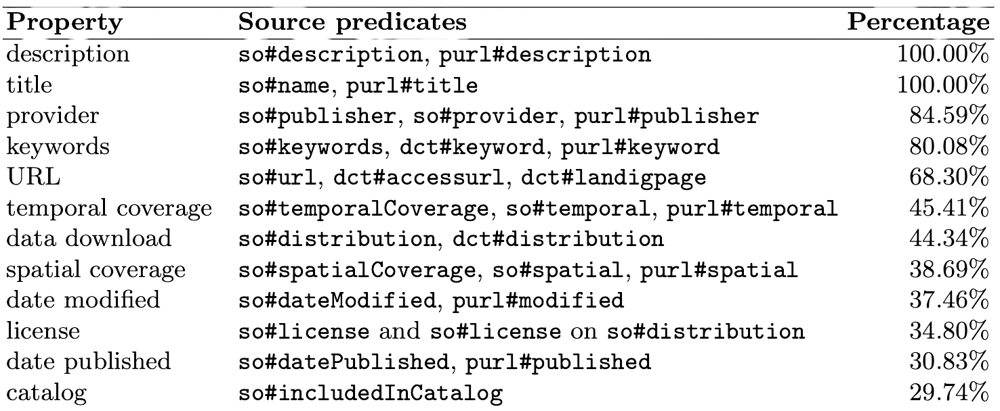 Property Source predicates Percentage
description so#description, purl#description 100.00%
title so#name, purl#title 100.00%
provider so#publisher, so#provider, purl#publisher 84.59%
keywords so#keywords, dct#keyword, purl#keyword 80.08%
URL so#url, dct#accessurl, dct#landigpage 68.30%
temporal coverage so#temporalCoverage, so#temporal, purl#temporal 45.41%
data download so#distribution, dct#distribution 44.34%
spatial coverage so#spatialCoverage, so#spatial, purl#spatial 38.69%
date modified so#dateModified, purl#modified 37.46%
license so#license and so#license on so#distribution 34.80%
date published so#datePublished, purl#published 30.83%
catalog so#includedInCatalog 29.74%